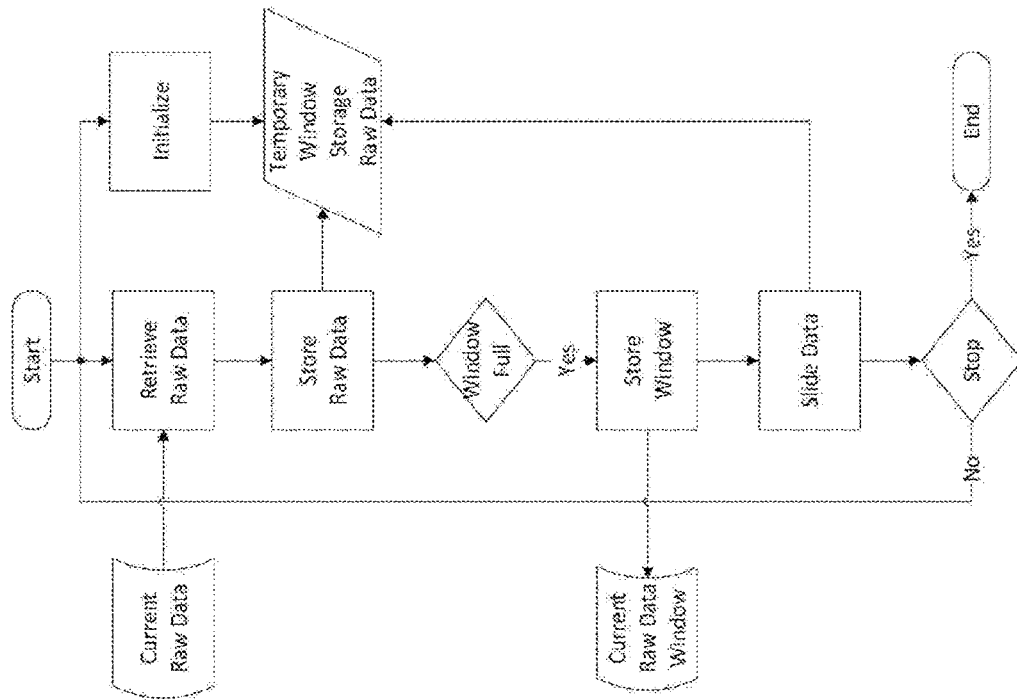 Start
Initialize
Retrieve
Raw Data
Current
Raw Data
Store
Raw Data
Temporary
Window
Storage
Raw Data
Window
Full
Yes
Store
Window
Current
Raw Data
Window
Slide Data
Stop
No
Yes
End